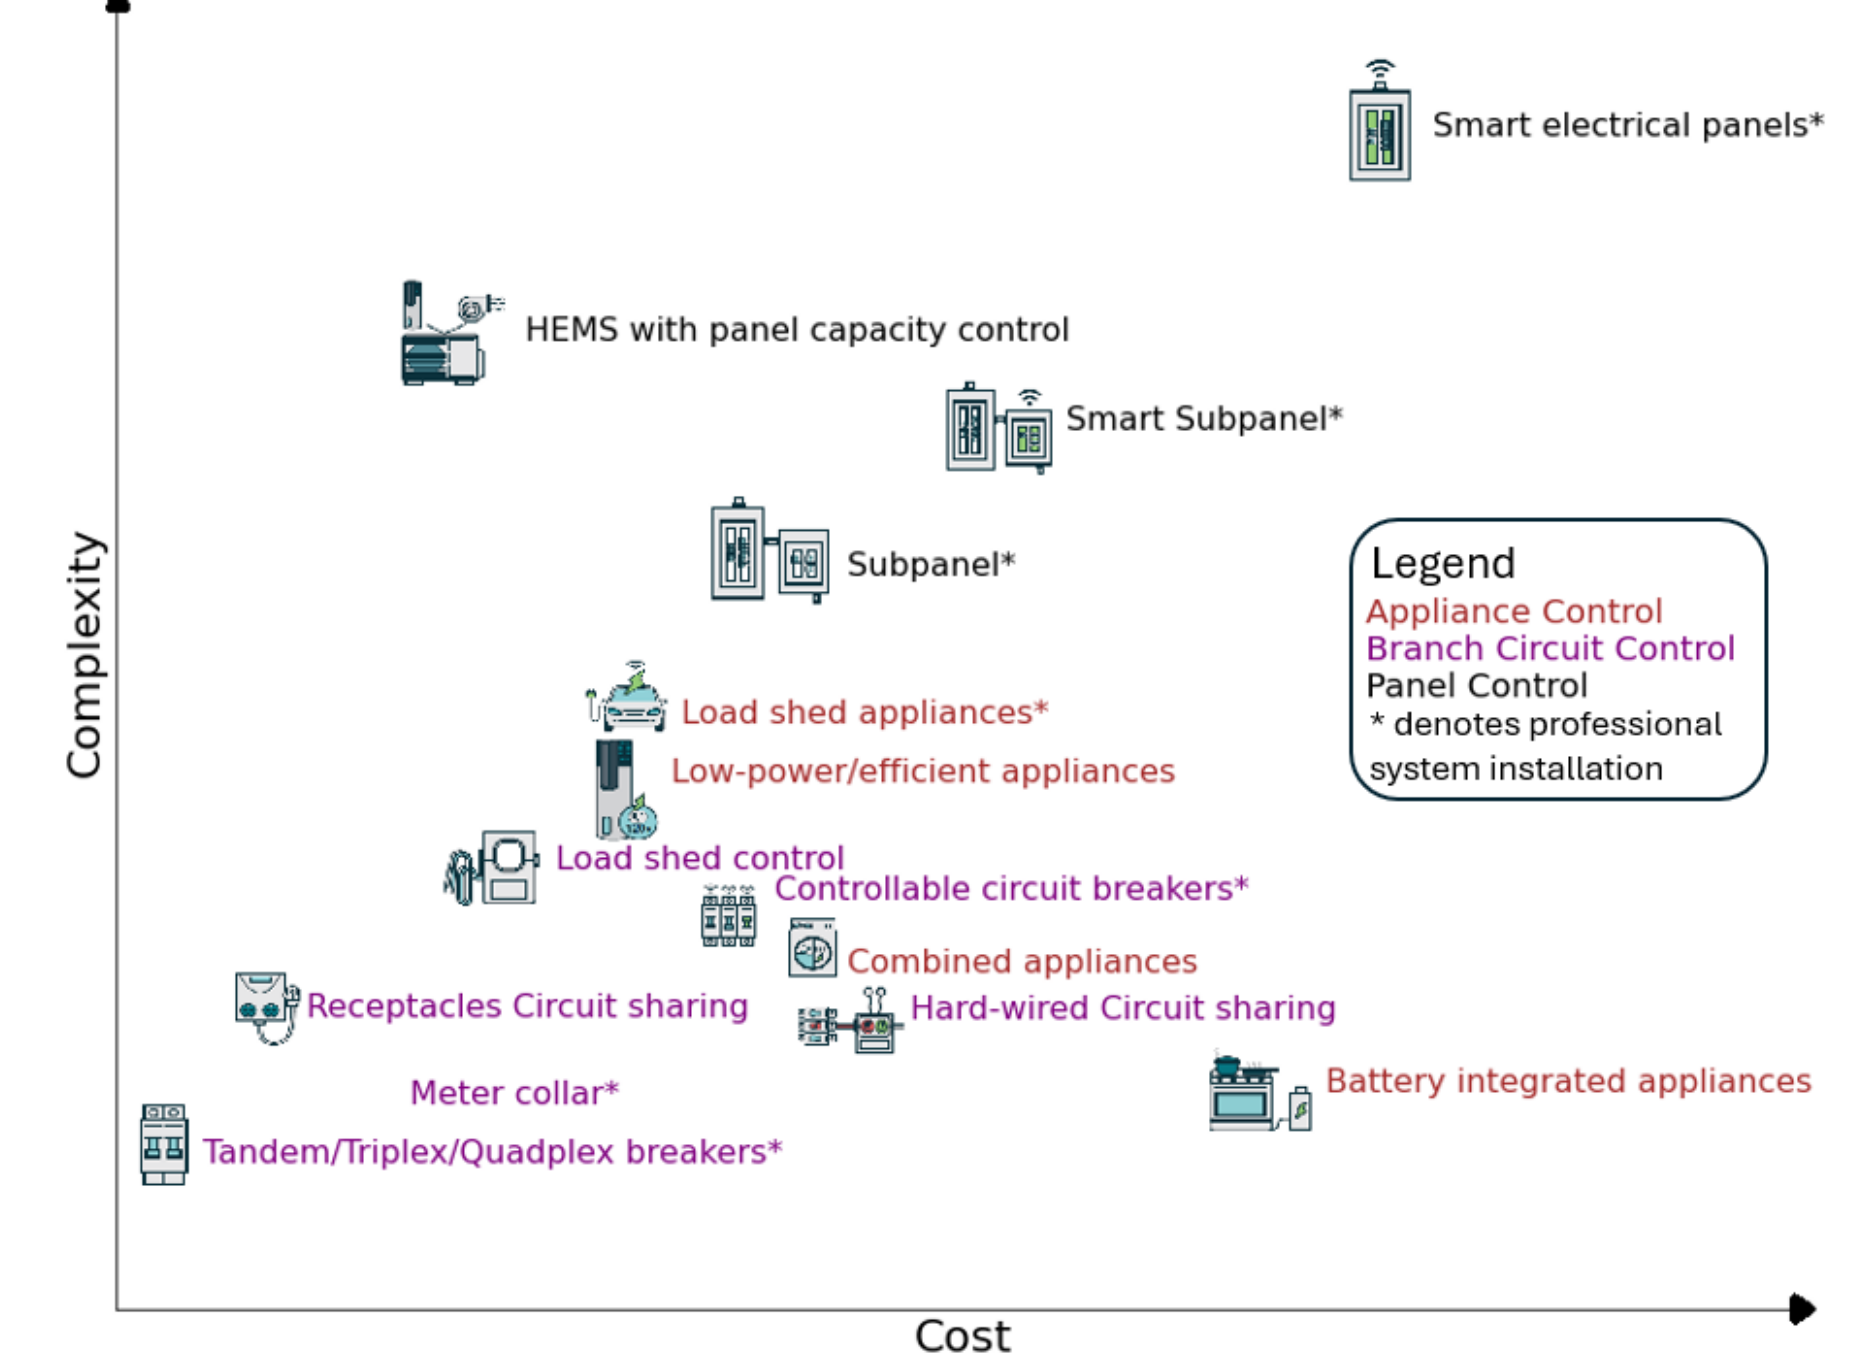 Smart electrical panels*
HEMS with panel capacity control
Smart Subpanel*
Subpanel*
Legend
Appliance Control
Branch Circuit Control
Panel Control
* denotes professional
system installation
Complexity
Load shed appliances*
Low-power/efficient appliances
Load shed control
Controllable circuit breakers*
Combined appliances
Receptacles Circuit sharing
Hard-wired Circuit sharing
Battery integrated appliances
Meter collar*
Tandem/Triplex/Quadplex breakers*
Cost